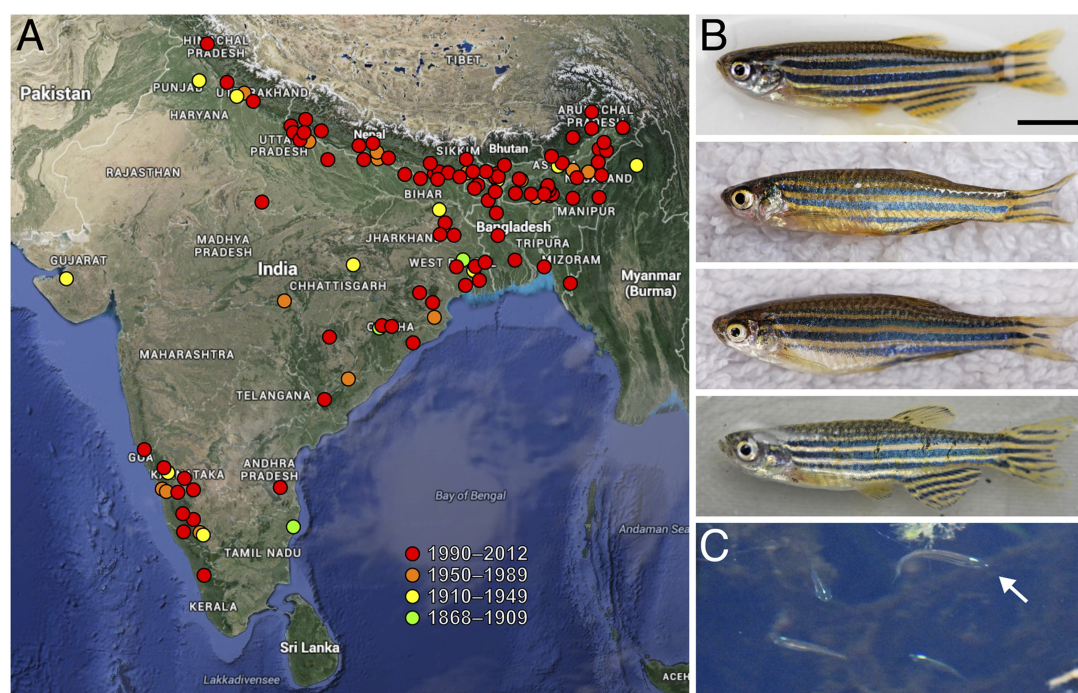 A
B
C
HIMACHAL
PRADESH
TIBET
Pakistan
PUNJAB
UTTARAKHAND
HARYANA
ARUNACHAL
PRADESH
Nepal
UTTAR
PRADESH
SIKKIM
Bhutan
RAJASTHAN
ASSAM
NAGALAND
BIHAR
MANIPUR
Bangladesh
JHARKHAND
TRIPURA
MADHYA
PRADESH
GUJARAT
India
WEST BENGAL
MIZORAM
CHHATTISGARH
Myanmar
(Burma)
ODISHA
MAHARASHTRA
TELANGANA
GOA
KARNATAKA
ANDHRA
PRADESH
Bay of Bengal
Andaman Sea
TAMIL NADU
1990–2012
1950–1989
1910–1949
1868–1909
KERALA
Sri Lanka
Lakkadivensee
ACEH